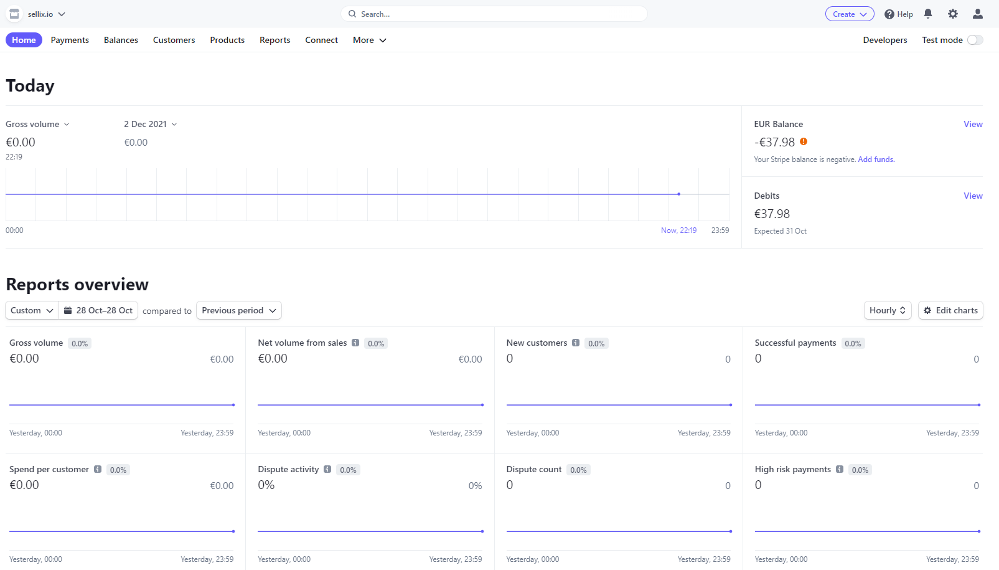 sellix.io
Search...
Create
Help
Home
Payments
Balances
Customers
Products
Reports
Connect
More
Developers
Test mode
Today
Gross volume
2 Dec 2021
€0.00
€0.00
22:19
00:00
Now, 22:19
23:59
EUR Balance
View
-€37.98
Your Stripe balance is negative. Add funds.
Debits
View
€37.98
Expected 31 Oct
Reports overview
Custom
28 Oct–28 Oct
compared to
Previous period
Hourly
Edit charts
Gross volume 0.0%
€0.00
€0.00
Yesterday, 00:00
Yesterday, 23:59
Net volume from sales 0.0%
€0.00
€0.00
Yesterday, 00:00
Yesterday, 23:59
New customers 0.0%
0
0
Yesterday, 00:00
Yesterday, 23:59
Successful payments 0.0%
0
0
Yesterday, 00:00
Yesterday, 23:59
Spend per customer 0.0%
€0.00
€0.00
Yesterday, 00:00
Yesterday, 23:59
Dispute activity 0.0%
0%
0%
Yesterday, 00:00
Yesterday, 23:59
Dispute count 0.0%
0
0
Yesterday, 00:00
Yesterday, 23:59
High risk payments 0.0%
0
0
Yesterday, 00:00
Yesterday, 23:59